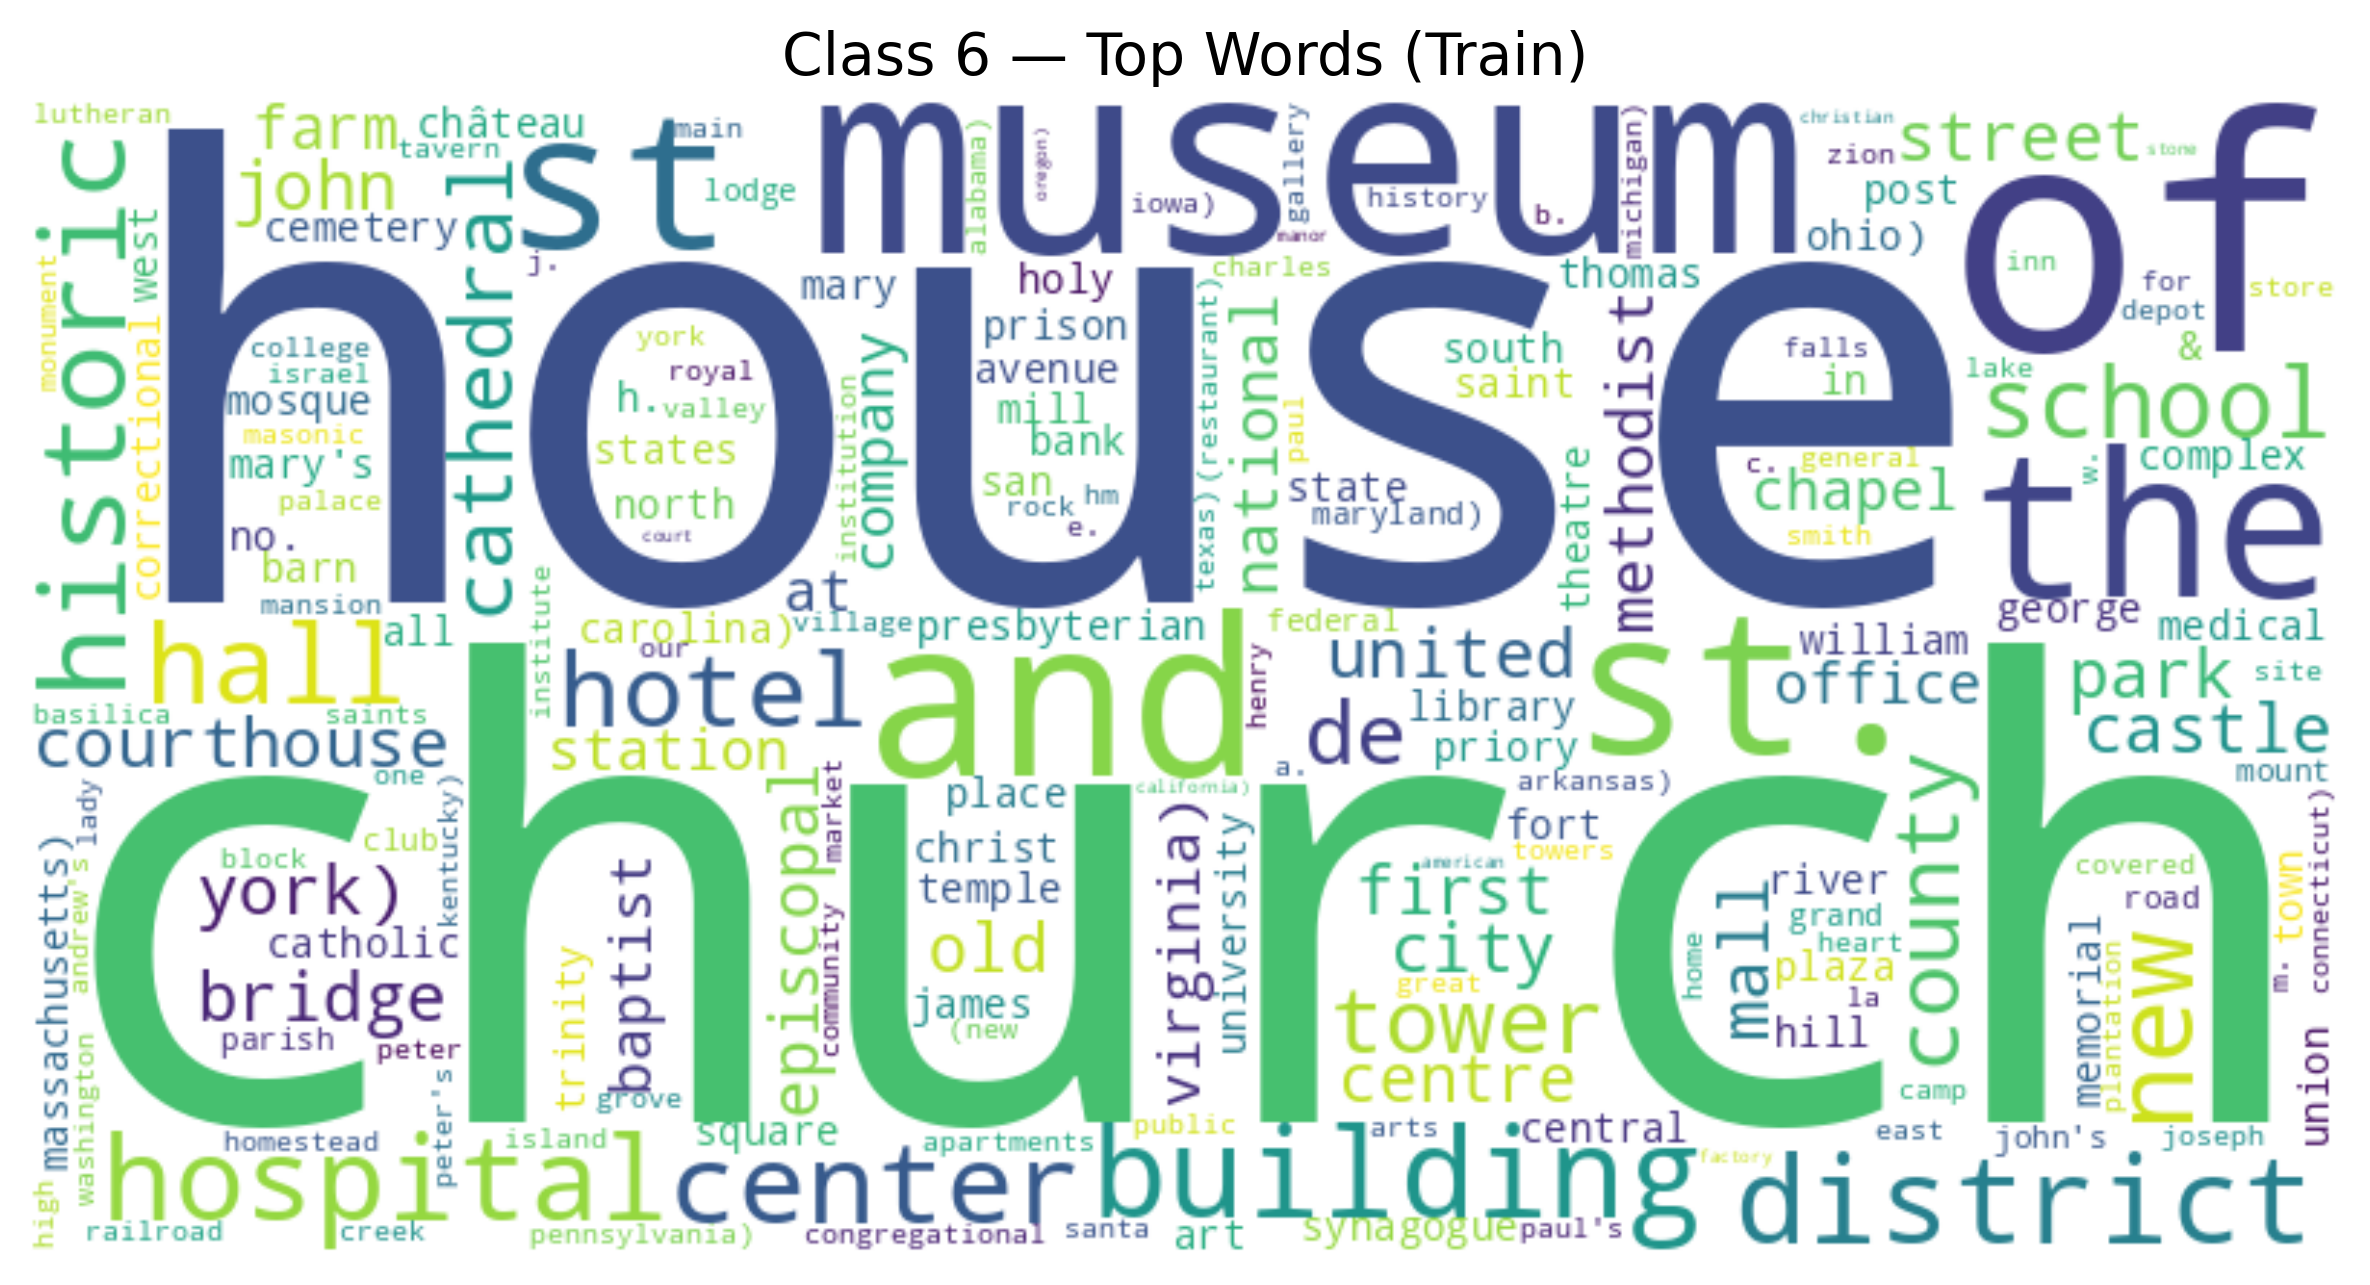 Class 6 — Top Words (Train)
lutheran
farm
château
main
museum
christian
street
of
tavern
john
st
lodge
alabama)
oregon)
iowa)
gallery
history
manor
b.
michigan)
zion
stone
post
ohio)
historic
west
cemetery
cathedral
j.
mary
holy
charles
thomas
inn
for
depot
store
monument
correctional
house
college
israel
mosque
masonic
mary's
palace
no.
barn
mansion
york
royal
h.
valley
states
north
court
institution
company
prison
avenue
mill
bank
san
rock
hm
e.
texas)
(restaurant)
national
paul
south
saint
state
maryland)
theatre
methodist
falls
in
c.
general
chapel
smith
&
lake
school
w.
complex
the
at
george
medical
hall
all
institute
carolina)
our
village
presbyterian
federal
united
william
office
park
site
basilica
saints
courthouse
hotel
station
and
henry
de
library
priory
st.
castle
mount
one
lady
kentucky)
club
church
block
york)
catholic
bridge
parish
peter
massachusetts)
andrew's
washington
trinity
baptist
grove
episcopal
market
community
place
christ
temple
old
james
(new
california)
a.
arkansas)
virginia)
university
fort
towers
american
first
city
great
tower
centre
home
mall
river
grand
heart
plaza
la
hill
county
camp
covered
road
memorial
plantation
new
town
m.
connecticut)
union
peter's
homestead
island
square
apartments
public
arts
central
east
john's
joseph
high
hospital
center
building
factory
district
railroad
creek
pennsylvania)
congregational
santa
art
synagogue
paul's